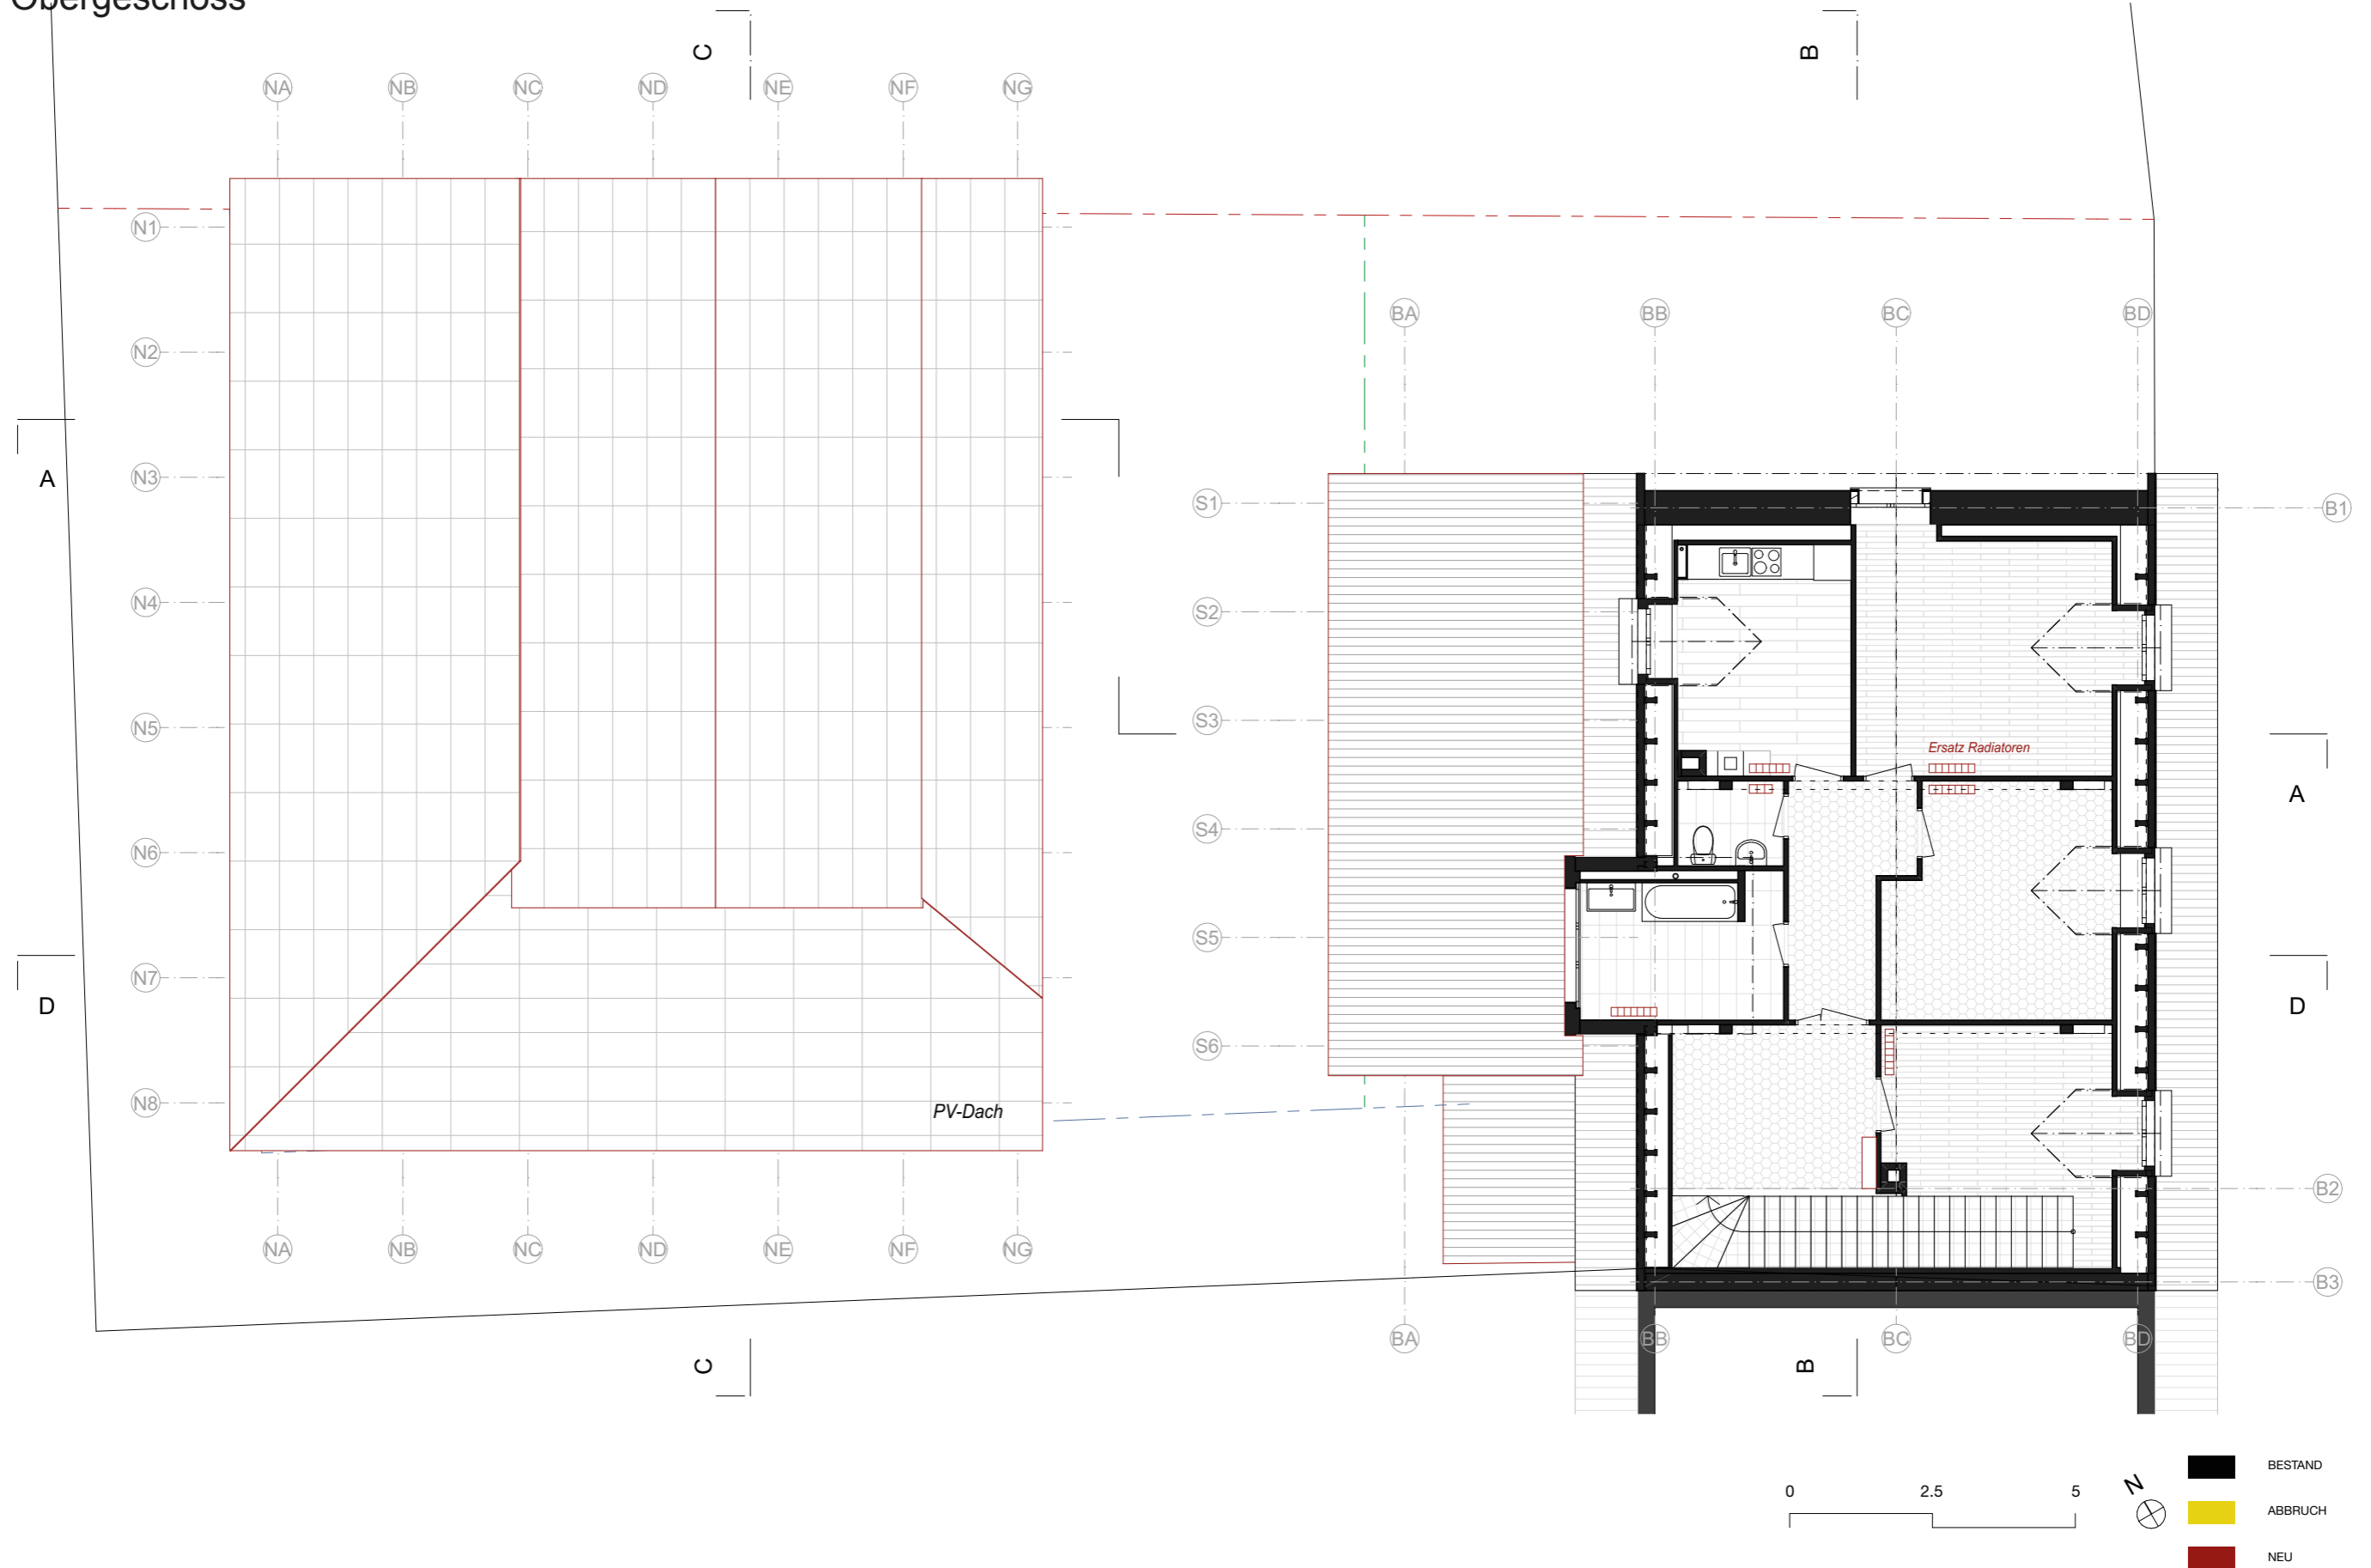 Obergeschoss
C
B
NA NB NC ND NE NF NG
N1
BA BB BC BD
N2
A
N3
S1
B1
N4
S2
N5
S3
Ersatz Radiatoren
A
S4
N6
S5
N7
D
D
S6
N8
PV-Dach
B2
NA NB NC ND NE NF NG
B3
BA BB BC BD
C
B
BESTAND
0 2.5 5
N
ABBRUCH
NEU